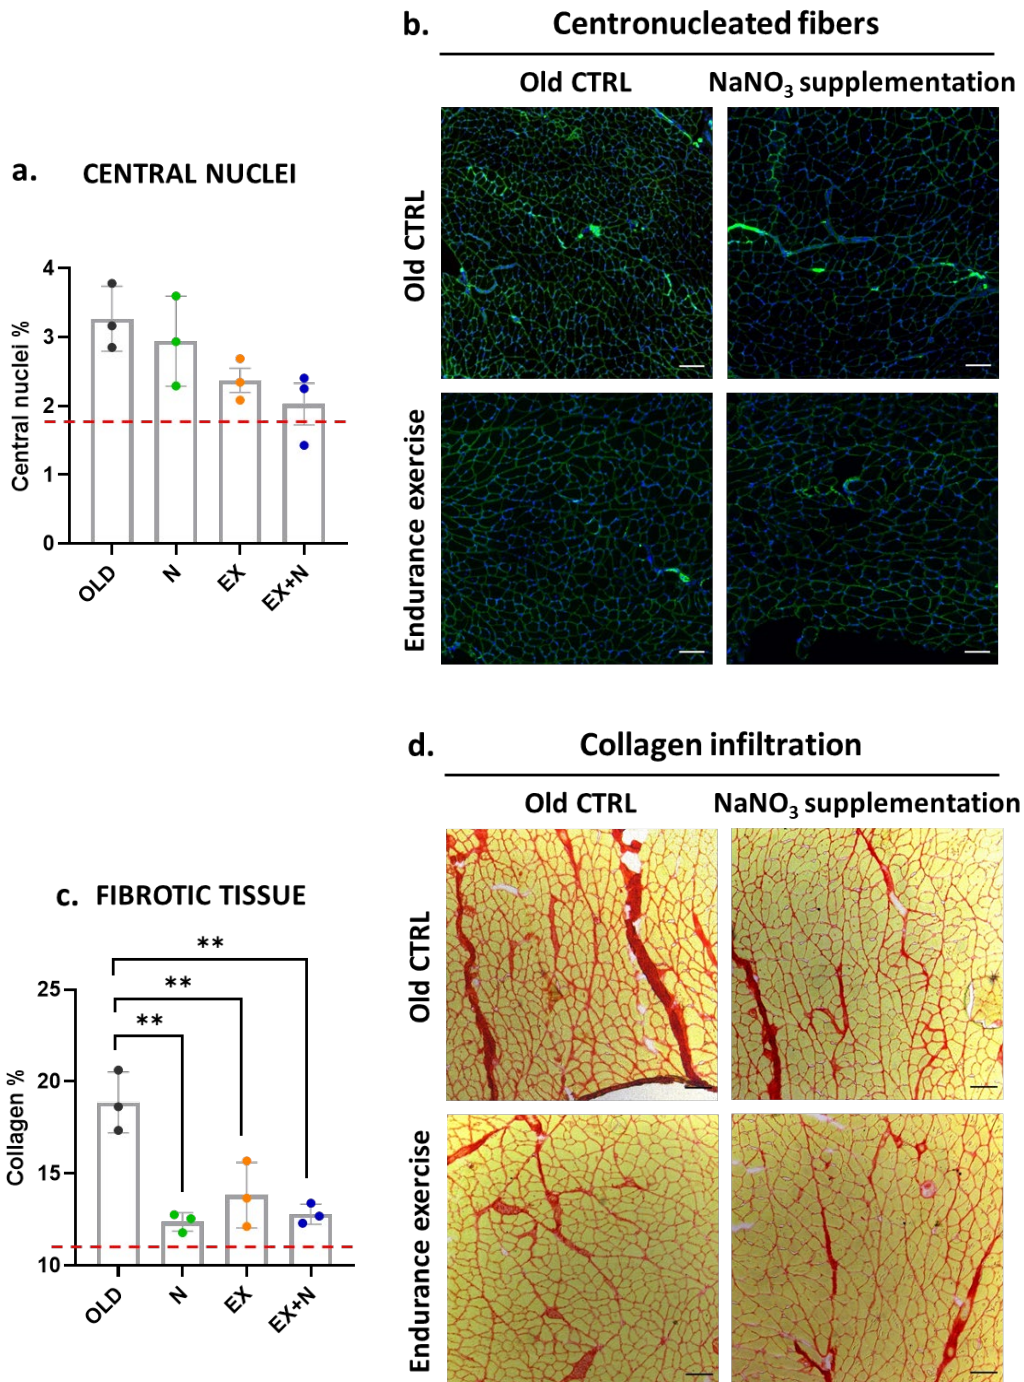 a. CENTRAL NUCLEI
Central nuclei %
4
3
2
1
0
OLD
N
EX
EX+N
b. Centronucleated fibers
Old CTRL
NaNO₃ supplementation
Old CTRL
Endurance exercise
c. FIBROTIC TISSUE
**
**
**
Collagen %
25
20
15
10
OLD
N
EX
EX+N
d. Collagen infiltration
Old CTRL
NaNO₃ supplementation
Old CTRL
Endurance exercise